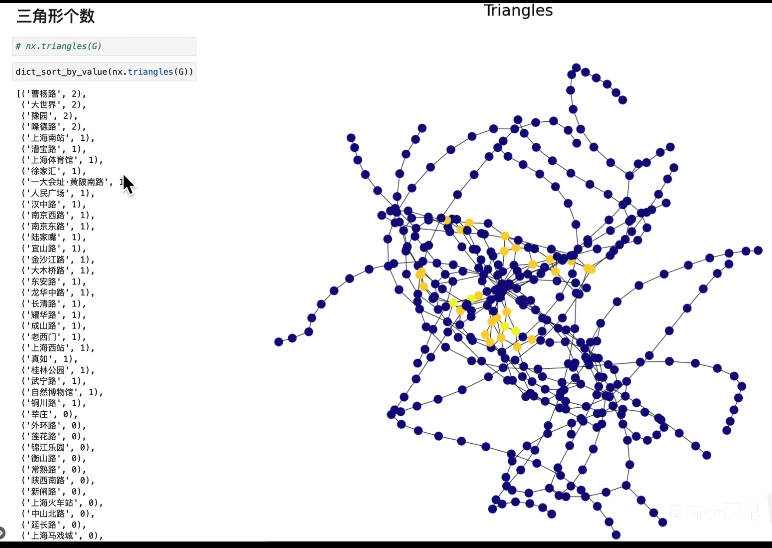 三角形个数
Triangles
# nx.triangles(G)
dict_sort_by_value(nx.triangles(G))
[('曹杨路', 2),
('大世界', 2),
('豫园', 2),
('隆德路', 2),
('上海南站', 1),
('漕宝路', 1),
('上海体育馆', 1),
('徐家汇', 1),
('一大会址·黄陂南路', 1
('人民广场', 1),
('汉中路', 1),
('南京西路', 1),
('南京东路', 1),
('陆家嘴', 1),
('宜山路', 1),
('金沙江路', 1),
('大木桥路', 1),
('东安路', 1),
('龙华中路', 1),
('长清路', 1),
('耀华路', 1),
('成山路', 1),
('老西门', 1),
('上海西站', 1),
('真如', 1),
('桂林公园', 1),
('武宁路', 1),
('自然博物馆', 1),
('铜川路', 1),
('莘庄', 0),
('外环路', 0),
('莲花路', 0),
('锦江乐园', 0),
('衡山路', 0),
('常熟路', 0),
('陕西南路', 0),
('新闸路', 0),
('上海火车站', 0),
('中山北路', 0),
('延长路', 0),
('上海马戏城', 0),